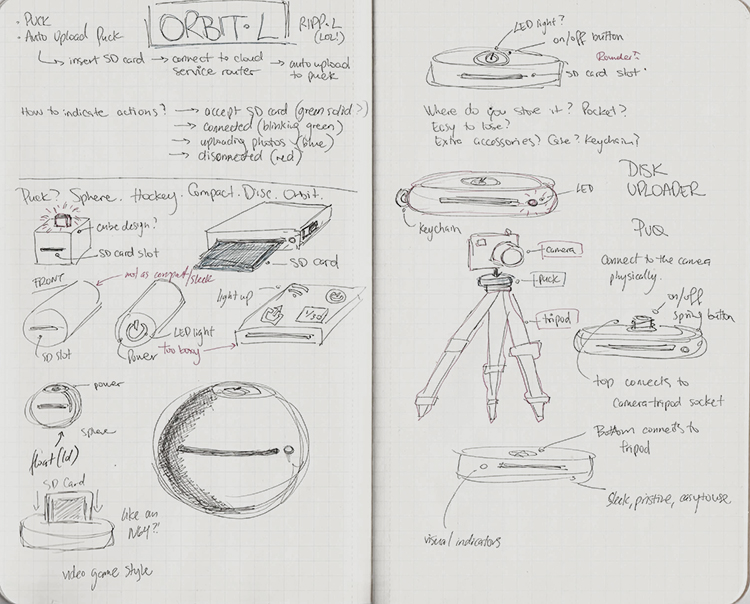 · Puck
· Auto Upload Puck
ORBIT·L
RIPP·L
(LOL!)
insert SD card → connect to cloud → auto upload
service router
to puck
How to indicate actions? → accept SD card (green solid?)
→ connected (blinking green)
→ uploading photos (blue)
→ disconnected (red)
Puck? Sphere. Hockey. Compact. Disc. Orbit.
cube design?
SD card slot
SD card
FRONT
not as compact/sleek
light up
SD slot
Power
LED light
too boxy
1/30
power
sphere
float (lol)
SD Card
like an
N64?!
video game style
LED light?
on/off button
Rounder?
SD card slot
Where do you store it? Pocket?
Easy to lose?
Extra accessories? Case? Keychain?
LED
DISK
UPLOADER
Keychain
PUQ
camera
Connect to the camera
physically.
puck
on/off
spring button
tripod
top connects to
camera-tripod socket
Bottom connects to
tripod
sleek, pristine, easy to use
visual indicators